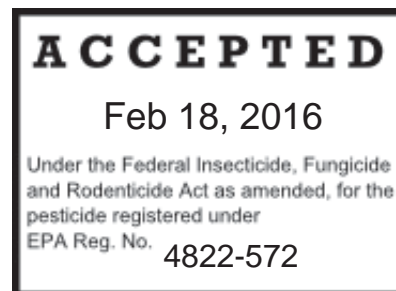 ACCEPTED
Feb 18, 2016
Under the Federal Insecticide, Fungicide
and Rodenticide Act as amended, for the
pesticide registered under
EPA Reg. No. 4822-572